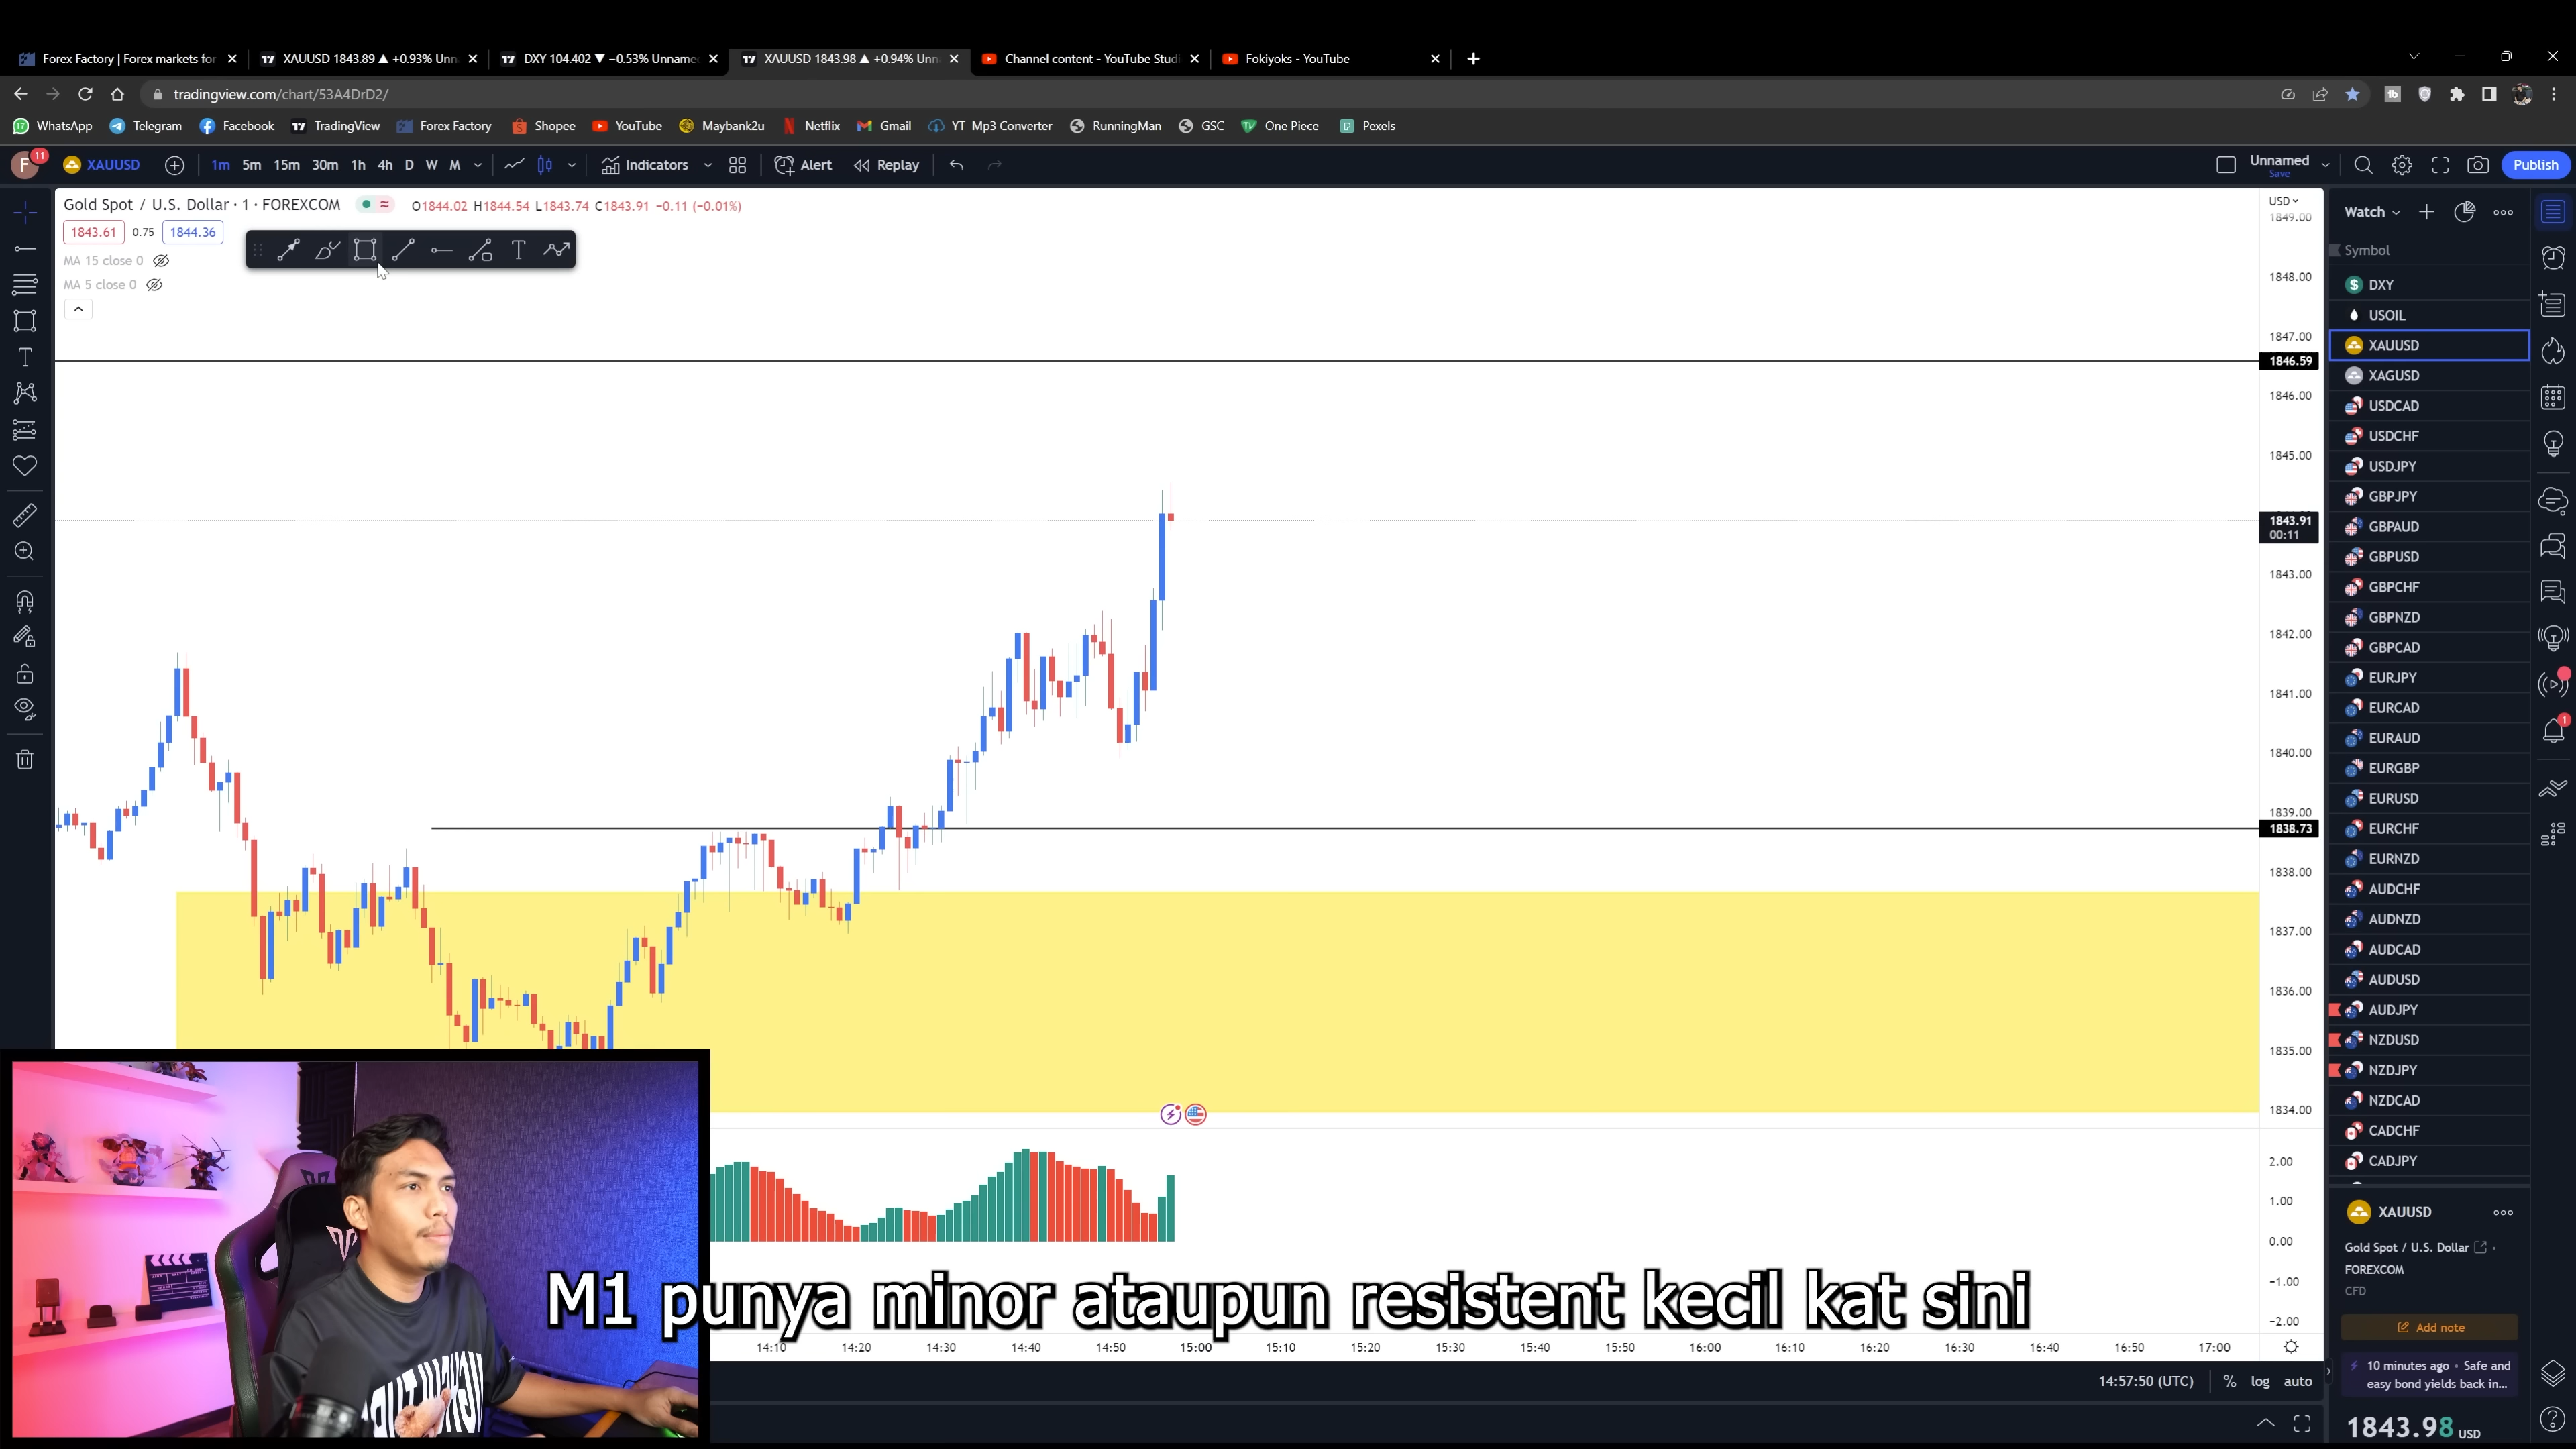 Forex Factory | Forex markets for
XAUUSD 1843.89 ▲ +0.93% Unn
DXY 104.402 ▼ −0.53% Unname
XAUUSD 1843.98 ▲ +0.94% Unn
Channel content - YouTube Studi
Fokiyoks - YouTube
tradingview.com/chart/53A4DrD2/
WhatsApp Telegram Facebook TradingView Forex Factory Shopee YouTube Maybank2u Netflix Gmail YT Mp3 Converter RunningMan GSC One Piece Pexels
F 11 XAUUSD 1m 5m 15m 30m 1h 4h D W M Indicators Alert Replay Unnamed Save Publish
Gold Spot / U.S. Dollar · 1 · FOREXCOM O1844.02 H1844.54 L1843.74 C1843.91 −0.11 (−0.01%)
1843.61 0.75 1844.36
MA 15 close 0
MA 5 close 0
USD
1849.00
1848.00
1847.00
1846.59
1846.00
1845.00
1843.91
00:11
1843.00
1842.00
1841.00
1840.00
1839.00
1838.73
1838.00
1837.00
1836.00
1835.00
1834.00
2.00
1.00
0.00
−1.00
−2.00
M1 punya minor ataupun resistent kecil kat sini
14:10 14:20 14:30 14:40 14:50 15:00 15:10 15:20 15:30 15:40 15:50 16:00 16:10 16:20 16:30 16:40 16:50 17:00
14:57:50 (UTC) % log auto
Watch
Symbol
DXY
USOIL
XAUUSD
XAGUSD
USDCAD
USDCHF
USDJPY
GBPJPY
GBPAUD
GBPUSD
GBPCHF
GBPNZD
GBPCAD
EURJPY
EURCAD
EURAUD
EURGBP
EURUSD
EURCHF
EURNZD
AUDCHF
AUDNZD
AUDCAD
AUDUSD
AUDJPY
NZDUSD
NZDJPY
NZDCAD
CADCHF
CADJPY
1
XAUUSD
Gold Spot / U.S. Dollar
FOREXCOM
CFD
Add note
10 minutes ago · Safe and
easy bond yields back in...
1843.98 USD